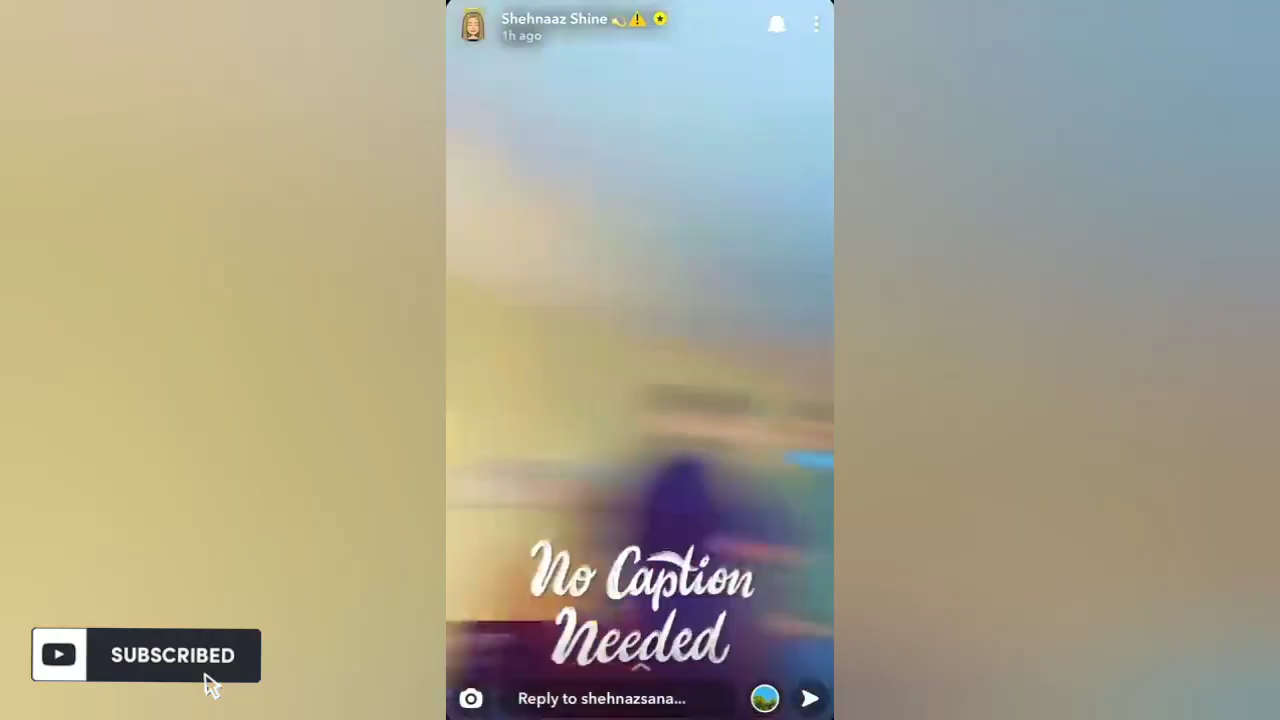 Shehnaaz Shine
1h ago
No Caption
Needed
SUBSCRIBED
Reply to shehnazsana...